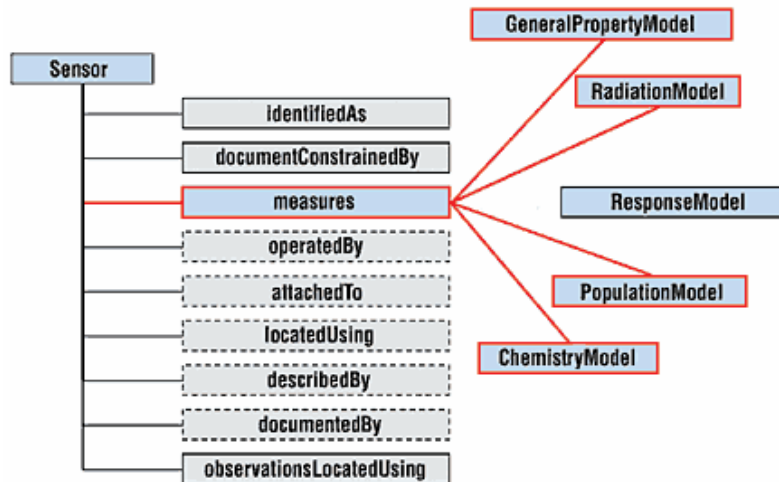 GeneralPropertyModel
Sensor
RadiationModel
identifiedAs
documentConstrainedBy
measures
ResponseModel
operatedBy
attachedTo
PopulationModel
locatedUsing
ChemistryModel
describedBy
documentedBy
observationsLocatedUsing